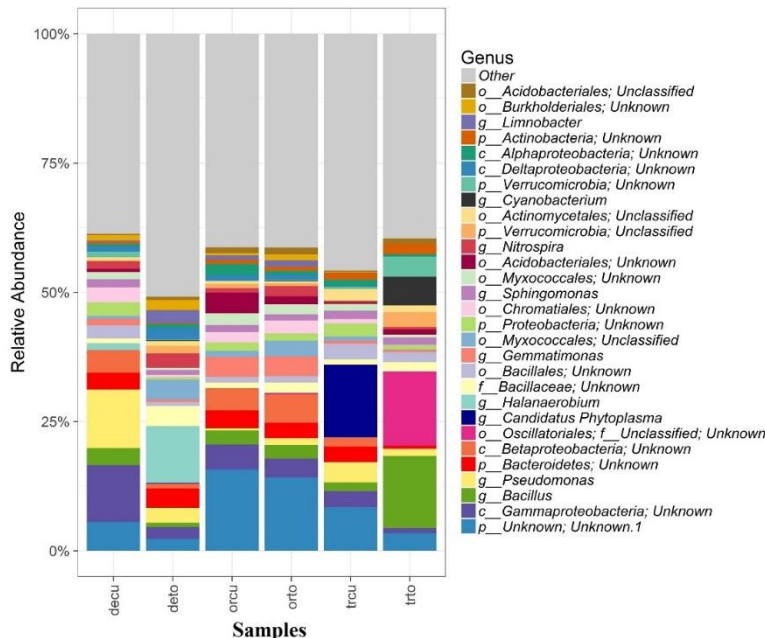 100%
75%
50%
25%
0%
Relative Abundance
decu
deto
orcu
orto
trcu
trto
Samples
Genus
Other
o__Acidobacteriales; Unclassified
o__Burkholderiales; Unknown
g__Limnobacter
p__Actinobacteria; Unknown
c__Alphaproteobacteria; Unknown
c__Deltaproteobacteria; Unknown
p__Verrucomicrobia; Unknown
g__Cyanobacterium
o__Actinomycetales; Unclassified
p__Verrucomicrobia; Unclassified
g__Nitrospira
o__Acidobacteriales; Unknown
o__Myxococcales; Unknown
g__Sphingomonas
o__Chromatiales; Unknown
p__Proteobacteria; Unknown
o__Myxococcales; Unclassified
g__Gemmatimonas
o__Bacillales; Unknown
f__Bacillaceae; Unknown
g__Halanaerobium
g__Candidatus Phytoplasma
o__Oscillatoriales; f__Unclassified; Unknown
c__Betaproteobacteria; Unknown
p__Bacteroidetes; Unknown
g__Pseudomonas
g__Bacillus
c__Gammaproteobacteria; Unknown
p__Unknown; Unknown.1